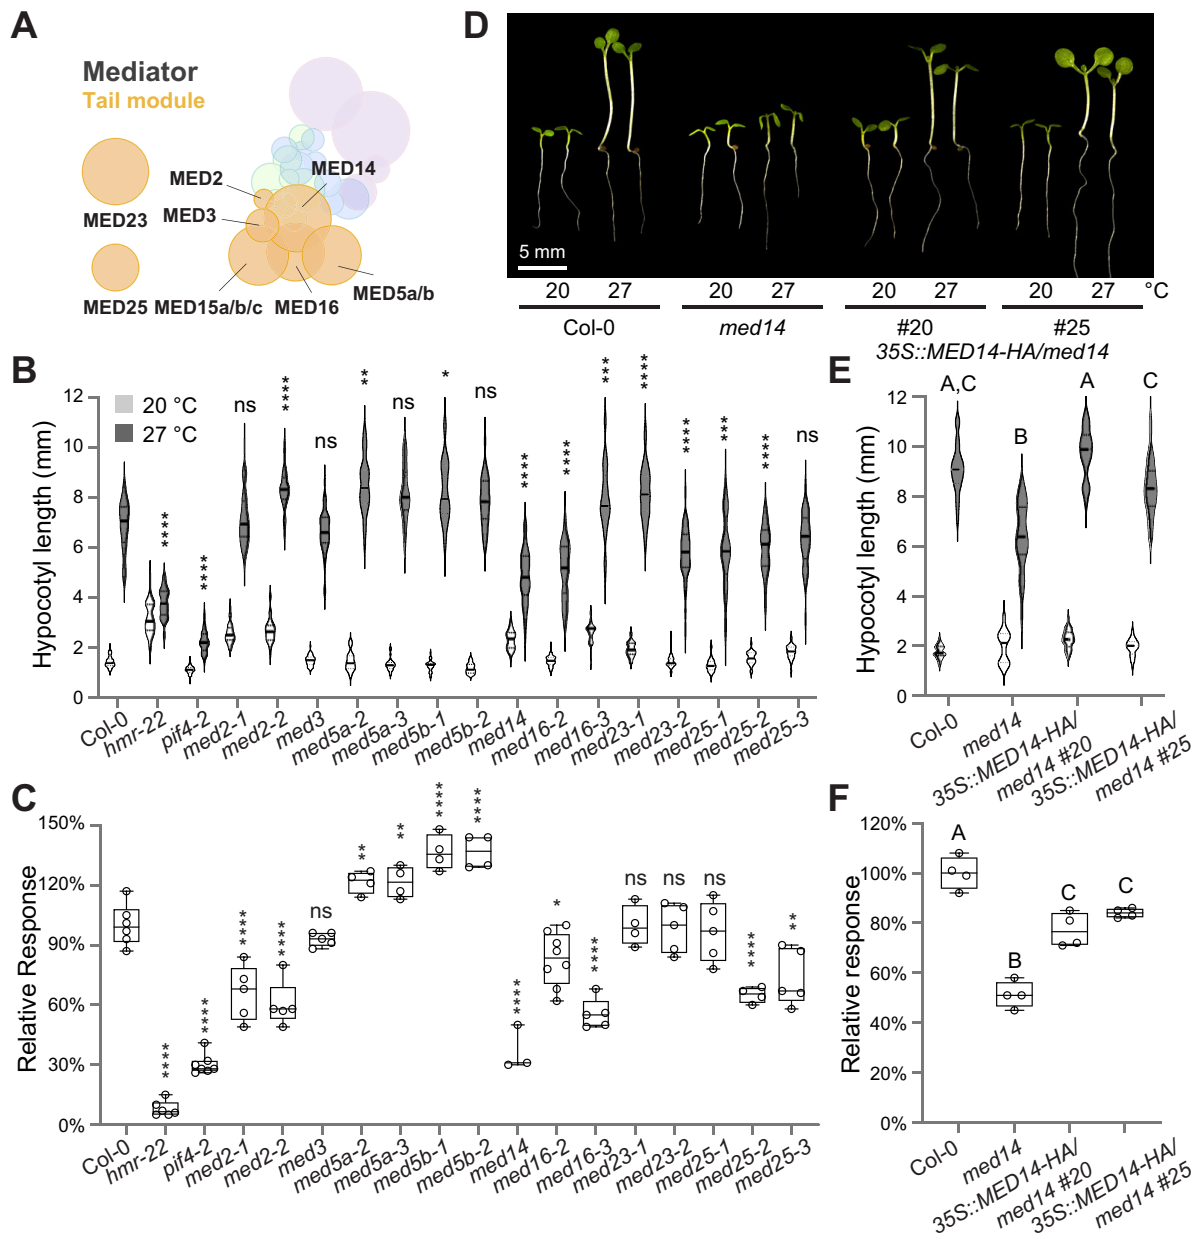 A
Mediator
Tail module
MED14
MED2
MED3
MED23
MED25
MED15a/b/c
MED16
MED5a/b
D
5 mm
20 27 20 27 20 27 20 27 °C
Col-0 med14 #20 #25
35S::MED14-HA/med14
B
Hypocotyl length (mm)
12
10
8
6
4
2
0
20 °C
27 °C
**** **** ns **** ns ** ns * ns **** **** *** **** **** *** **** ns
Col-0 hmr-22 pif4-2 med2-1 med2-2 med3 med5a-2 med5a-3 med5b-1 med5b-2 med14 med16-2 med16-3 med23-1 med23-2 med25-1 med25-2 med25-3
E
Hypocotyl length (mm)
12
10
8
6
4
2
0
A,C B A C
Col-0
med14
35S::MED14-HA/
med14 #20
35S::MED14-HA/
med14 #25
C
Relative Response
150%
120%
90%
60%
30%
0%
**** **** **** **** ns ** ** **** **** **** * **** ns ns ns **** **
Col-0 hmr-22 pif4-2 med2-1 med2-2 med3 med5a-2 med5a-3 med5b-1 med5b-2 med14 med16-2 med16-3 med23-1 med23-2 med25-1 med25-2 med25-3
F
Relative response
120%
100%
80%
60%
40%
20%
0%
A B C C
Col-0
med14
35S::MED14-HA/
med14 #20
35S::MED14-HA/
med14 #25